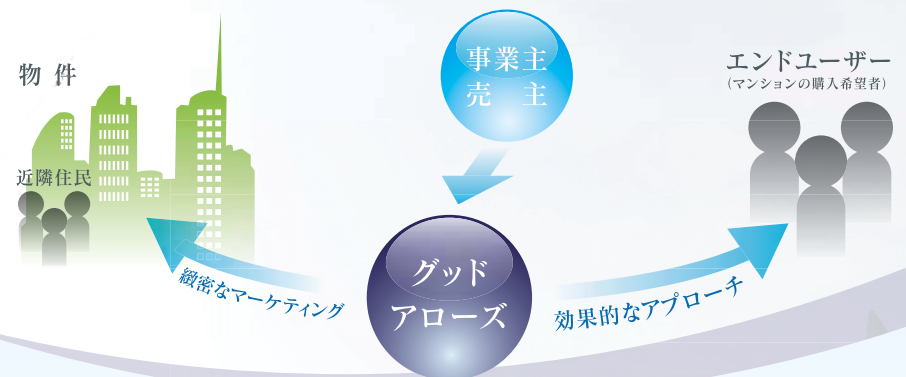 物 件
近隣住民
緻密なマーケティング
事業主
売 主
グッド
アローズ
効果的なアプローチ
エンドユーザー
(マンションの購入希望者)